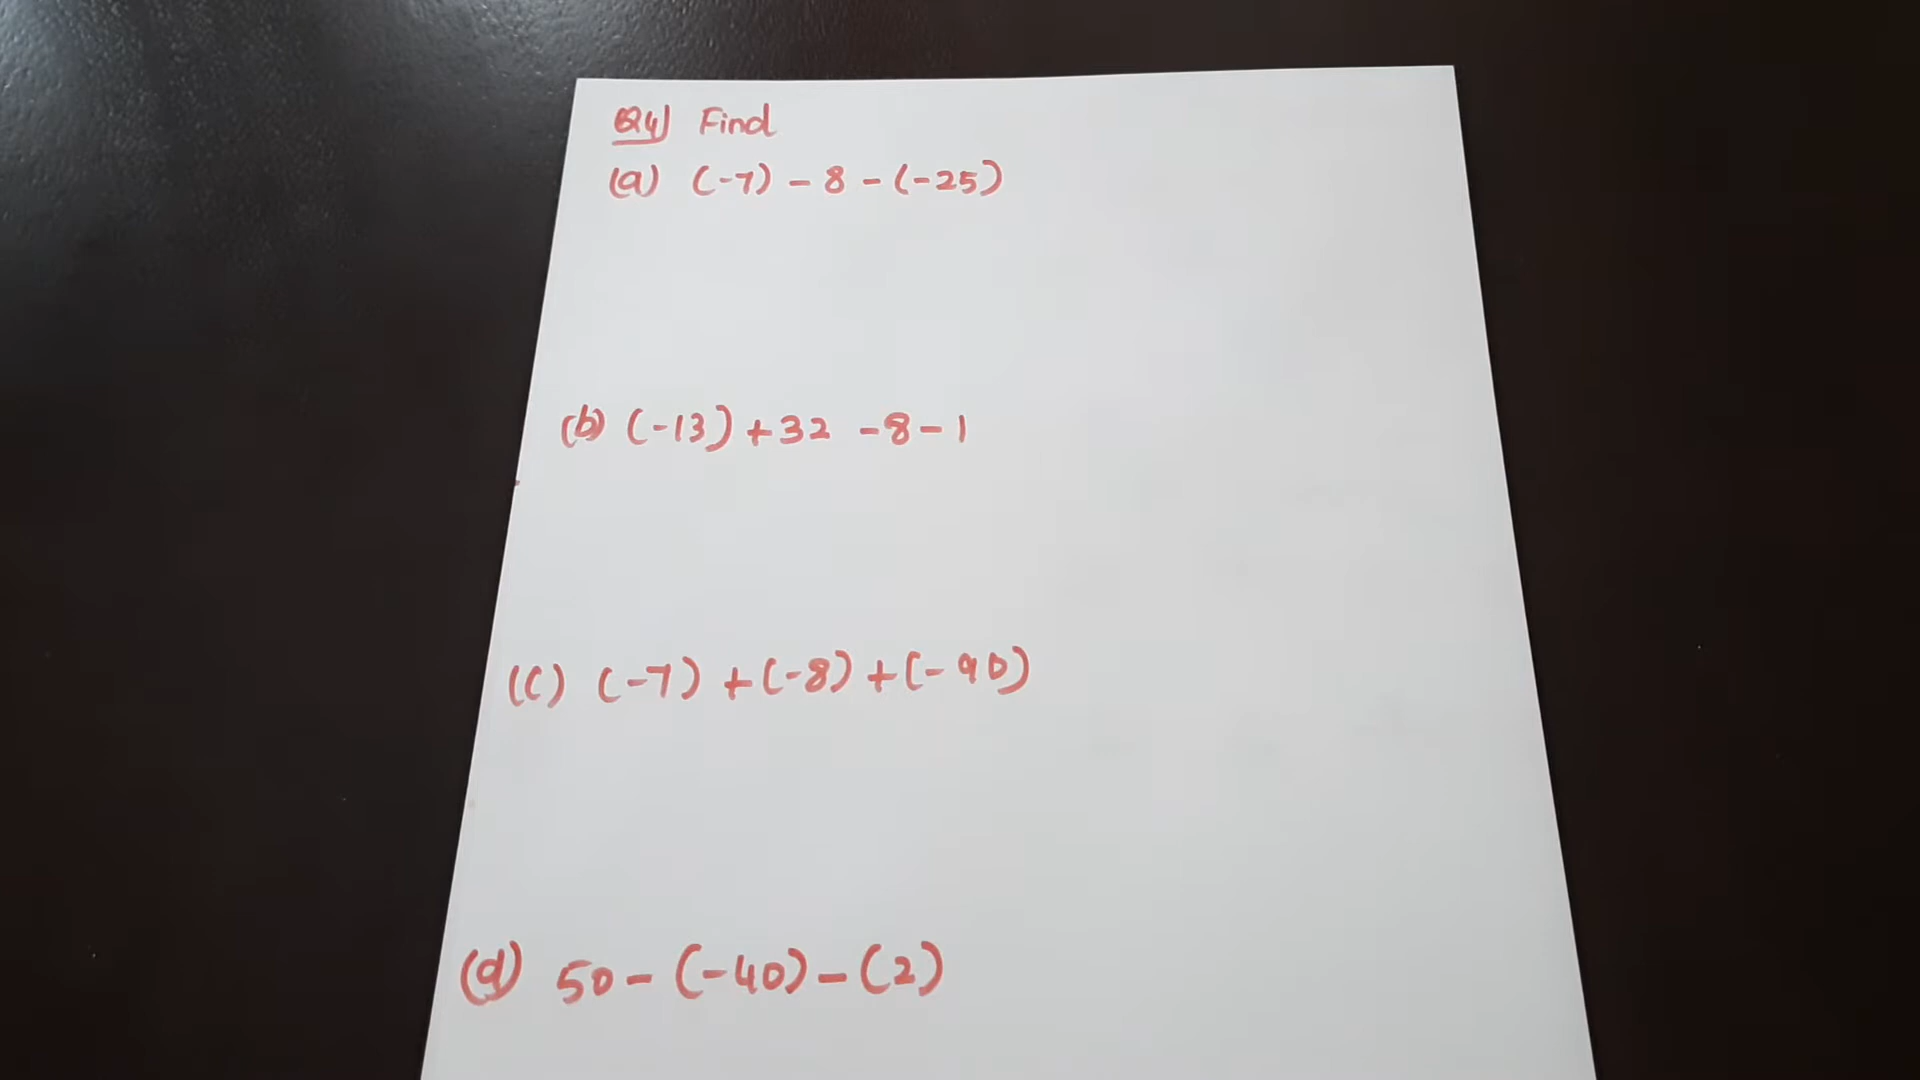 Q4) Find
(a) (-7) - 8 - (-25)
(b) (-13) + 32 - 8 - 1
(c) (-7) + (-8) + (-90)
(d) 50 - (-40) - (2)